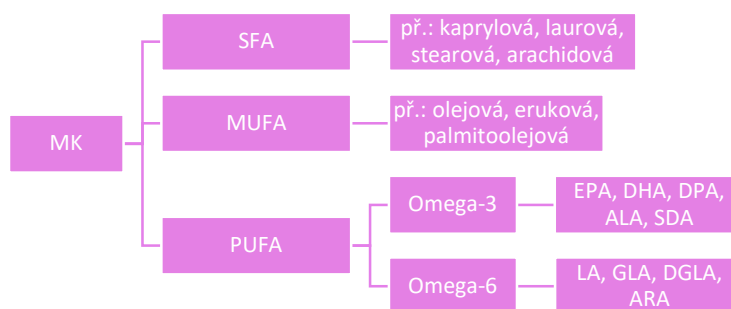 MK
SFA
př.: kaprylová, laurová,
stearová, arachidová
MUFA
př.: olejová, eruková,
palmitoolejová
PUFA
Omega-3
EPA, DHA, DPA,
ALA, SDA
Omega-6
LA, GLA, DGLA,
ARA